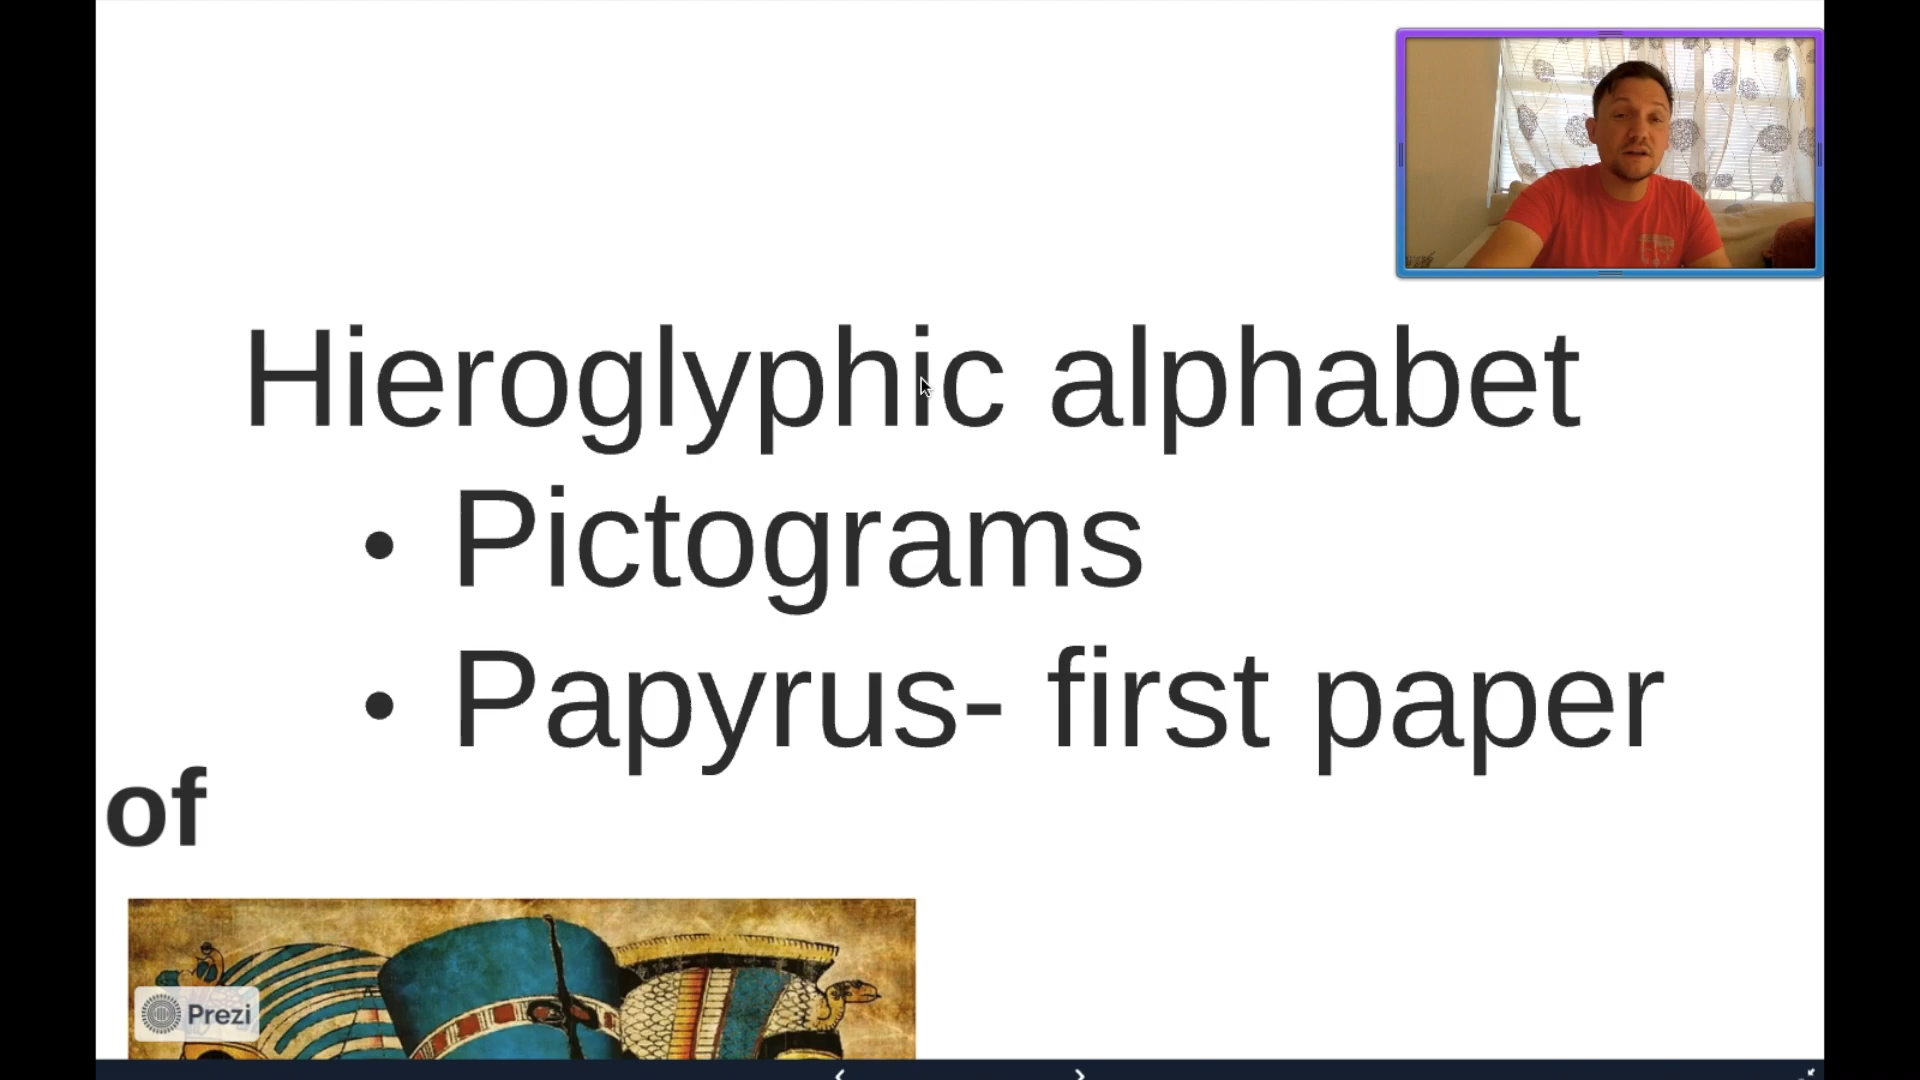 Hieroglyphic alphabet
• Pictograms
• Papyrus- first paper
of
Prezi